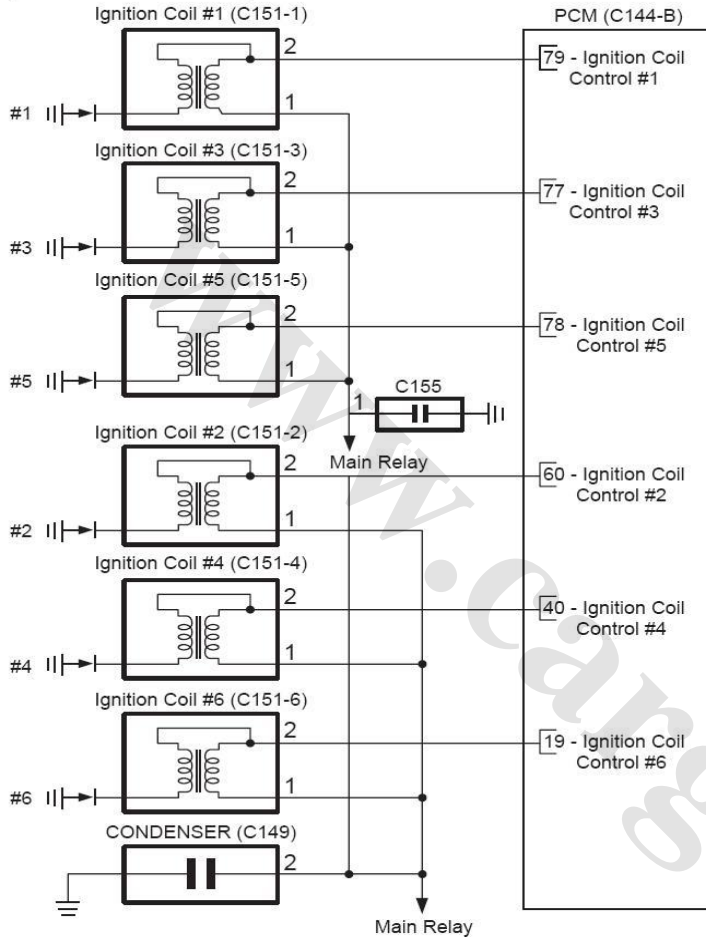 Ignition Coil #1 (C151-1)
PCM (C144-B)
2
79 - Ignition Coil
Control #1
#1
1
Ignition Coil #3 (C151-3)
2
77 - Ignition Coil
Control #3
#3
1
Ignition Coil #5 (C151-5)
2
78 - Ignition Coil
Control #5
#5
1
C155
1
Main Relay
Ignition Coil #2 (C151-2)
2
60 - Ignition Coil
Control #2
#2
1
Ignition Coil #4 (C151-4)
2
40 - Ignition Coil
Control #4
#4
1
Ignition Coil #6 (C151-6)
2
19 - Ignition Coil
Control #6
#6
1
CONDENSER (C149)
2
Main Relay
www.carg